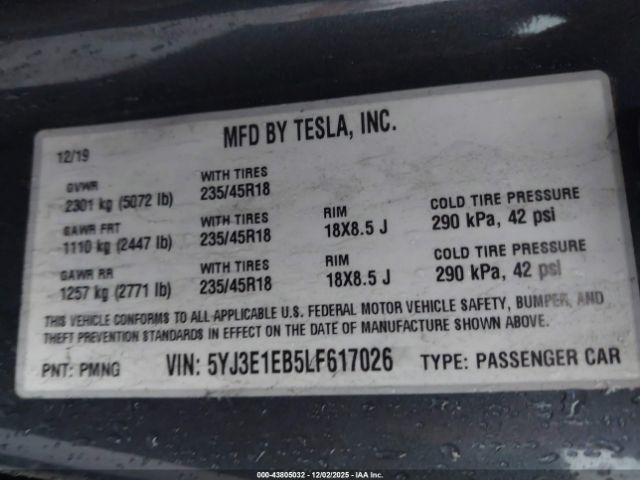 MFD BY TESLA, INC.
12/19
GVWR
2301 kg (5072 lb)
WITH TIRES
235/45R18
GAWR FRT
1110 kg (2447 lb)
WITH TIRES
235/45R18
RIM
18X8.5 J
COLD TIRE PRESSURE
290 kPa, 42 psi
GAWR RR
1257 kg (2771 lb)
WITH TIRES
235/45R18
RIM
18X8.5 J
COLD TIRE PRESSURE
290 kPa, 42 psi
THIS VEHICLE CONFORMS TO ALL APPLICABLE U.S. FEDERAL MOTOR VEHICLE SAFETY, BUMPER, AND
THEFT PREVENTION STANDARDS IN EFFECT ON THE DATE OF MANUFACTURE SHOWN ABOVE.
PNT: PMNG VIN: 5YJ3E1EB5LF617026 TYPE: PASSENGER CAR
000-43805032 - 12/02/2025 - IAA Inc.